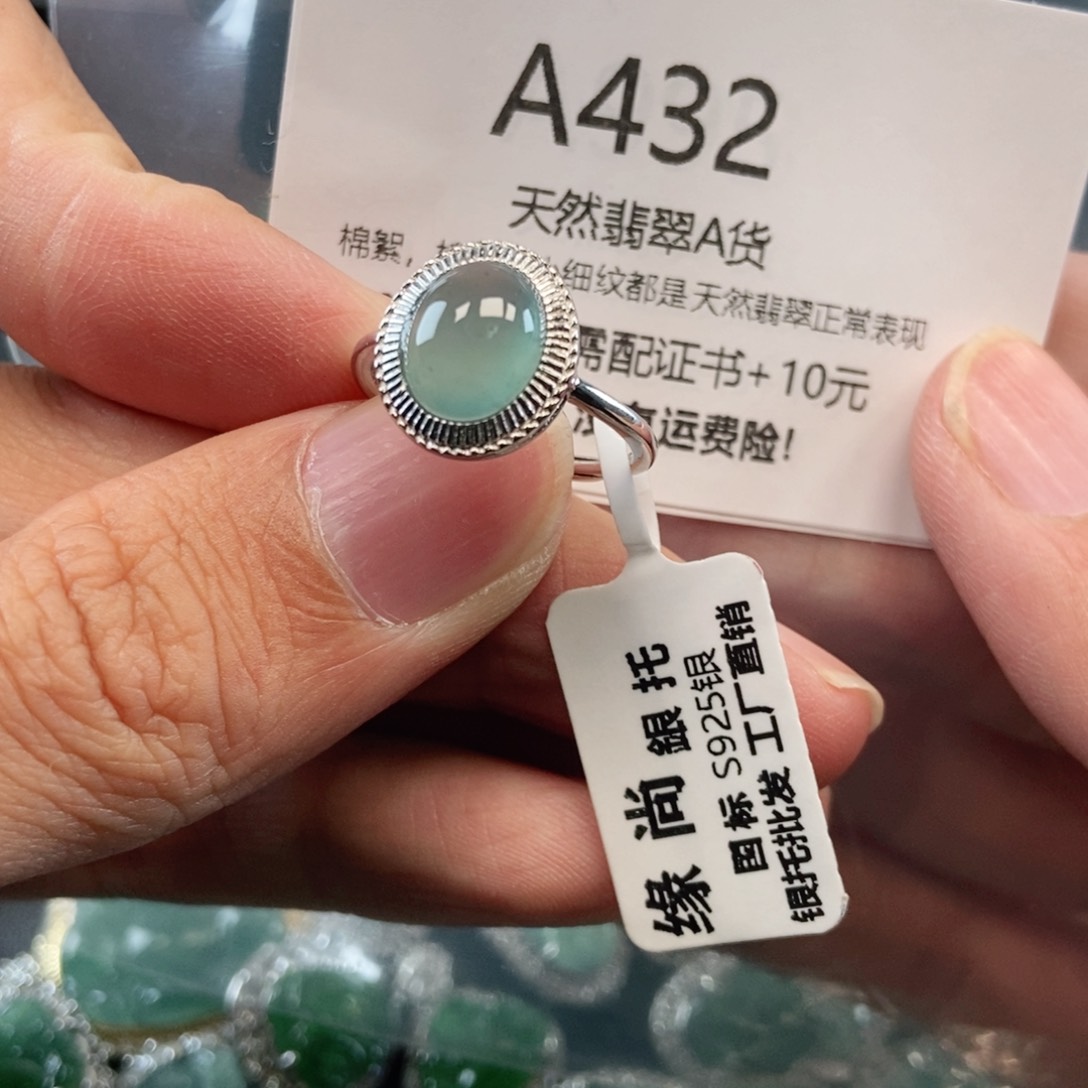 A432
天然翡翠A货
棉絮，细纹都是天然翡翠正常表现
需配证书+10元
运费险！
缘尚銀托
国标 S925银
银托批发 工厂直销